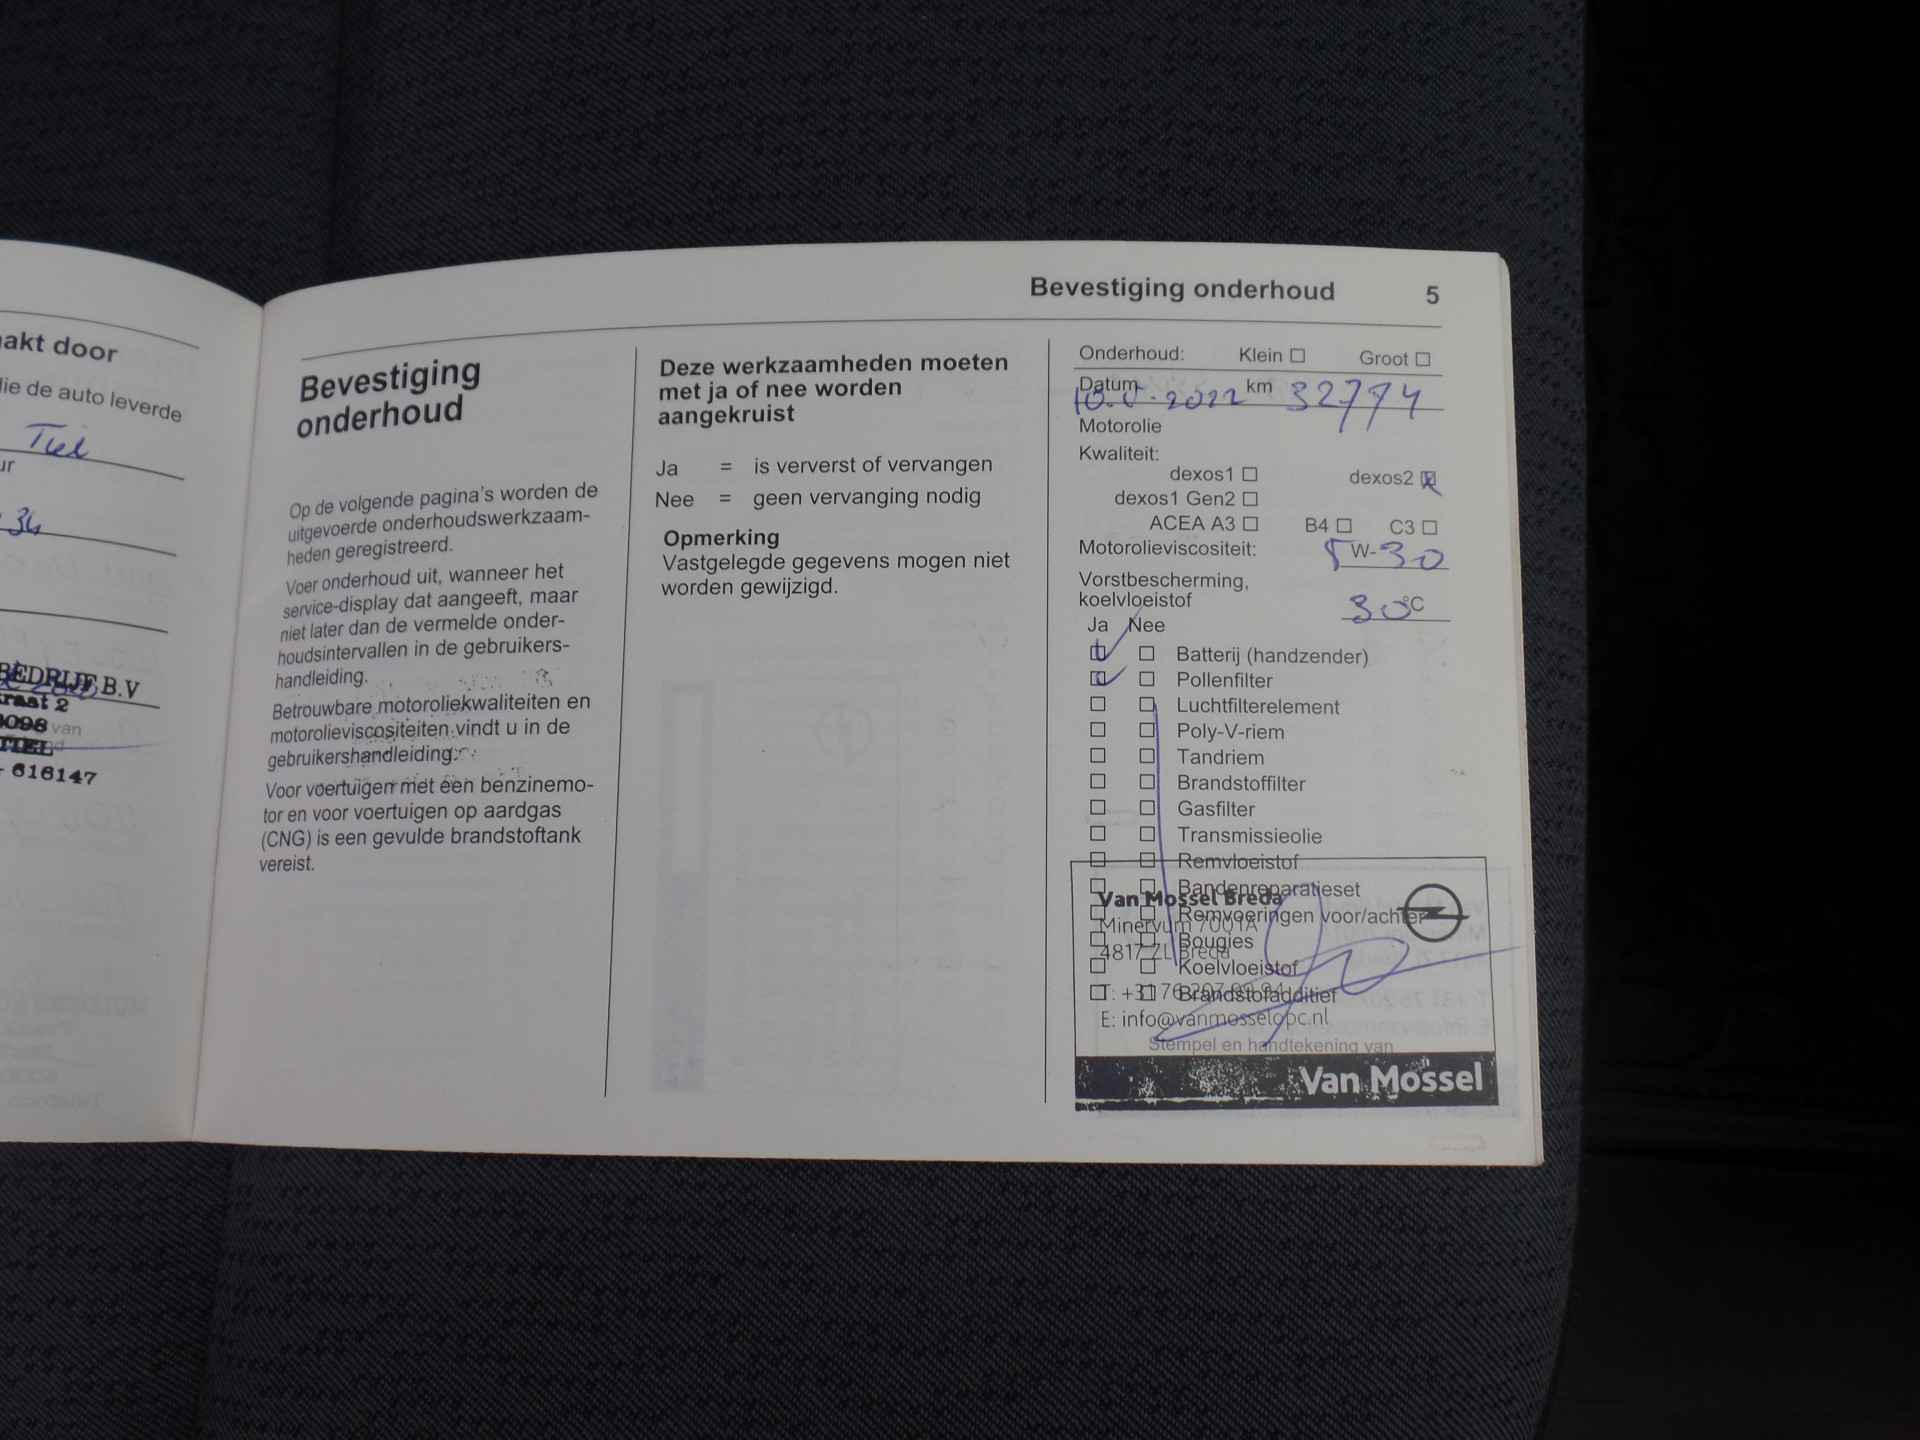 akt door
lie de auto leverde
Tiel
ur
34
BEDRIJF B.V
raat 2
van
TIEL
- 616147
Bevestiging onderhoud 5
Bevestiging
onderhoud
Op de volgende pagina's worden de
uitgevoerde onderhoudswerkzaam-
heden geregistreerd.
Voer onderhoud uit, wanneer het
service-display dat aangeeft, maar
niet later dan de vermelde onder-
houdsintervallen in de gebruikers-
handleiding.
Betrouwbare motoroliekwaliteiten en
motorolieviscositeiten vindt u in de
gebruikershandleiding.
Voor voertuigen met een benzinemo-
tor en voor voertuigen op aardgas
(CNG) is een gevulde brandstoftank
vereist.
Deze werkzaamheden moeten
met ja of nee worden
aangekruist
Ja = is ververst of vervangen
Nee = geen vervanging nodig
Opmerking
Vastgelegde gegevens mogen niet
worden gewijzigd.
Onderhoud: Klein Groot
Datum km 32774
Motorolie
Kwaliteit:
dexos1 dexos2
dexos1 Gen2
ACEA A3 B4 C3
Motorolieviscositeit: 5 W- 30
Vorstbescherming,
koelvloeistof 30 °C
Ja Nee
Batterij (handzender)
Pollenfilter
Luchtfilterelement
Poly-V-riem
Tandriem
Brandstoffilter
Gasfilter
Transmissieolie
Remvloeistof
Bandenreparatieset
Van Mossel Breda
Remvoeringen voor/achter
Minervum 7001A
Bougies
4817 ZL Breda
Koelvloeistof
Brandstofadditief
T: +31 76
E: info@vanmosselopc.nl
Stempel en handtekening van
Van Mossel